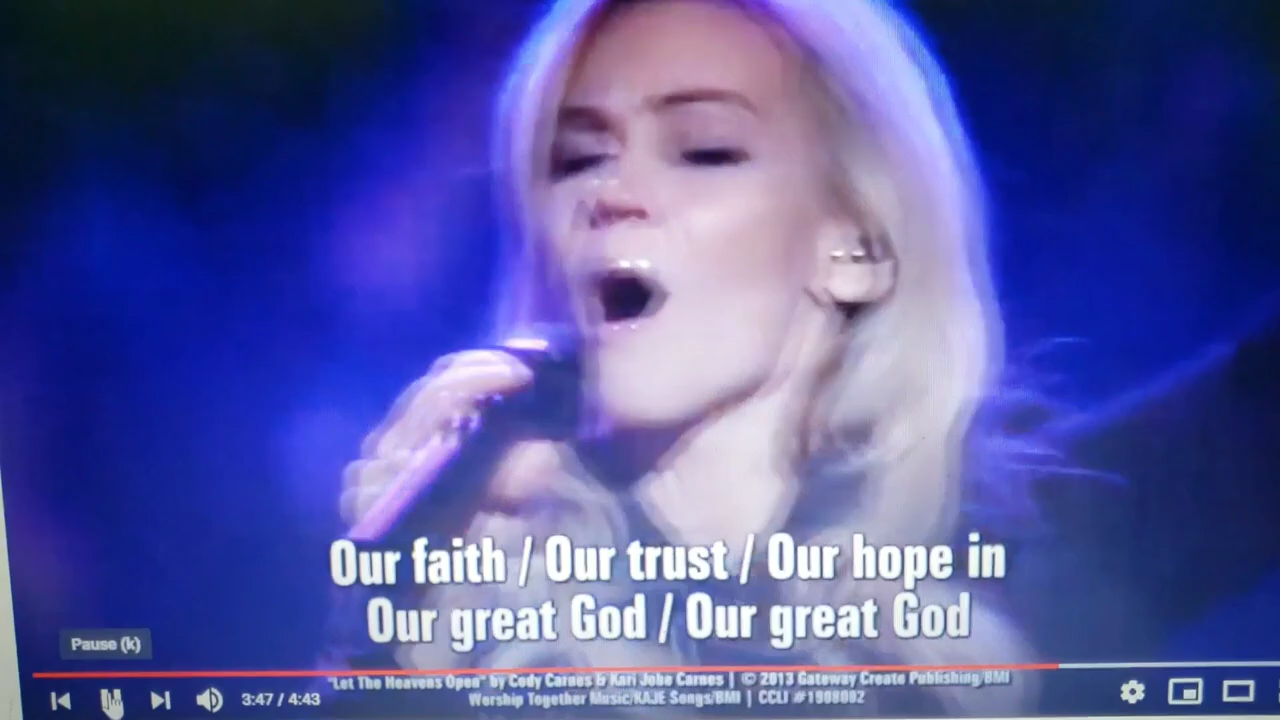 Our faith / Our trust / Our hope in
Our great God / Our great God
Pause (k)
"Let The Heavens Open" by Cody Carnes & Kari Jobe Carnes | © 2013 Gateway Create Publishing/BMI
3:47 / 4:43
Worship Together Music/KAJE Songs/BMI | CCLI #